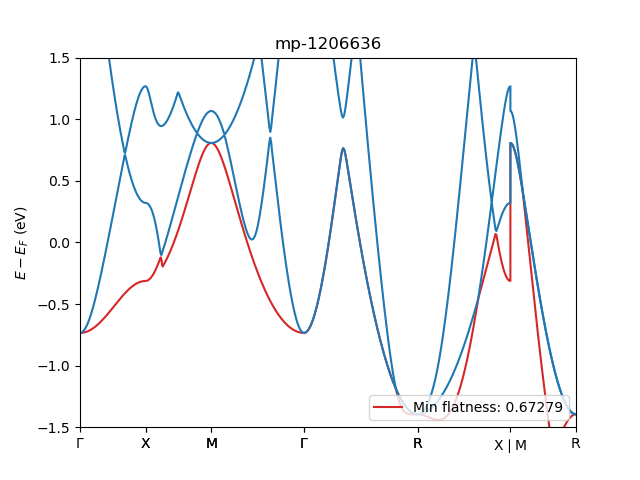 mp-1206636
E − E_F (eV)
1.5
1.0
0.5
0.0
−0.5
−1.0
−1.5
Min flatness: 0.67279
Γ X M Γ R X | M R